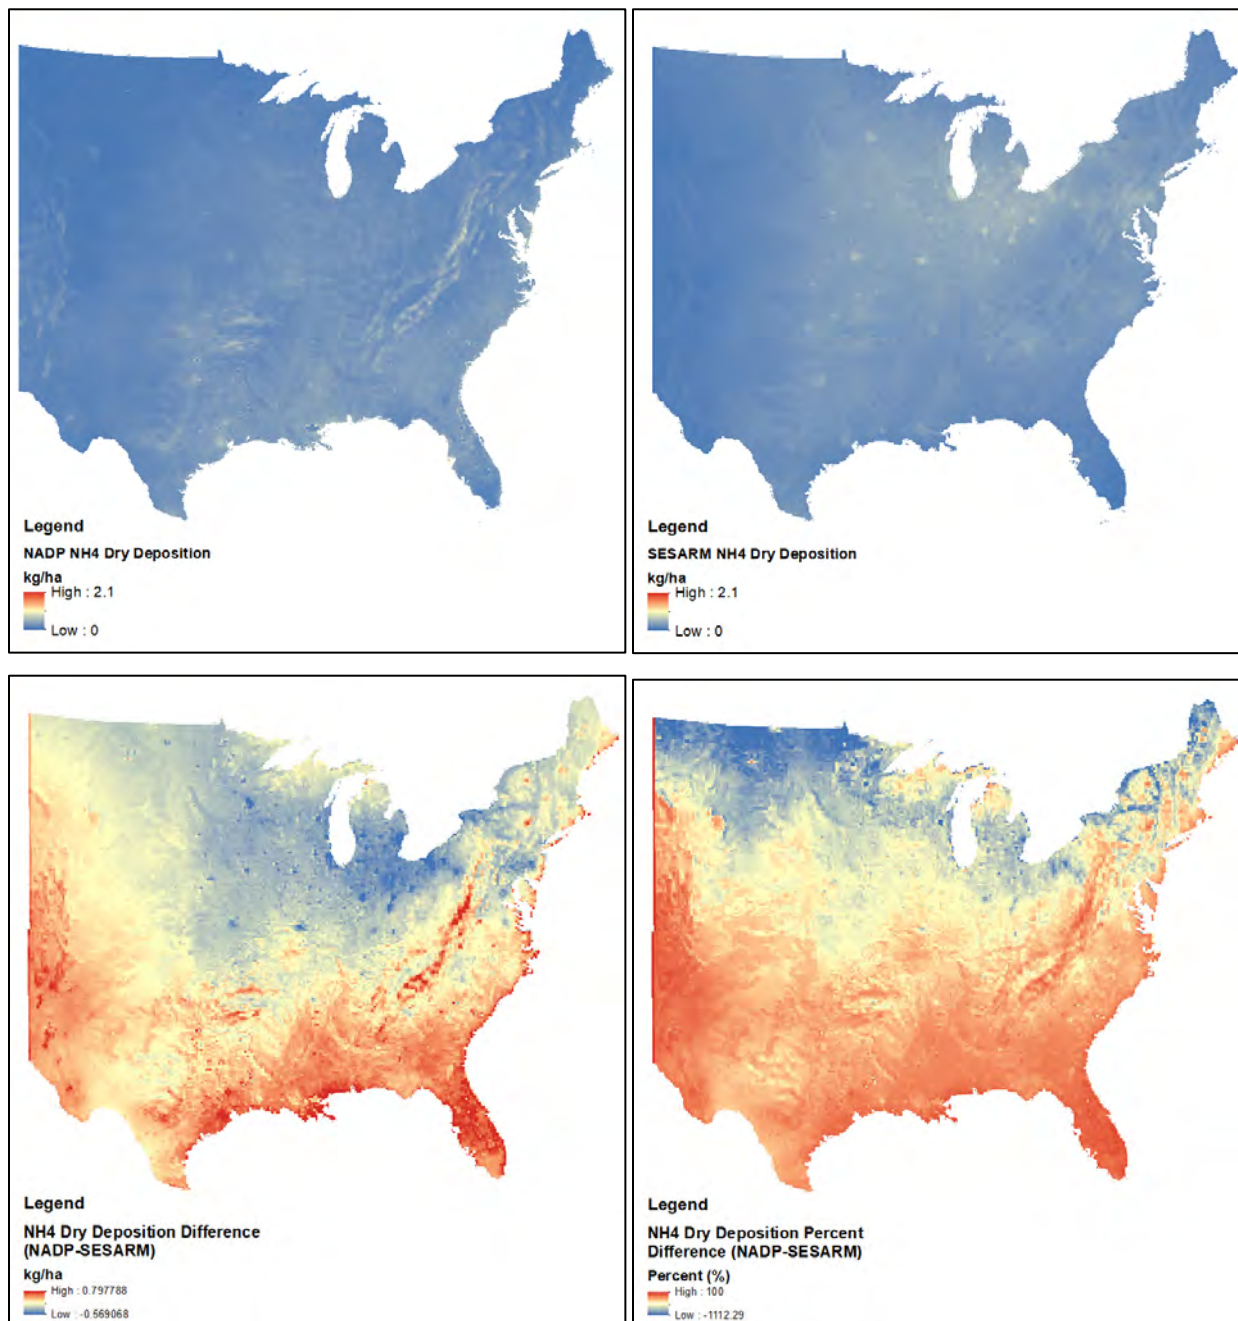 Legend
NADP NH4 Dry Deposition
kg/ha
High : 2.1
Low : 0
Legend
SESARM NH4 Dry Deposition
kg/ha
High : 2.1
Low : 0
Legend
NH4 Dry Deposition Difference
(NADP-SESARM)
kg/ha
High : 0.797788
Low : -0.569068
Legend
NH4 Dry Deposition Percent
Difference (NADP-SESARM)
Percent (%)
High : 100
Low : -1112.29